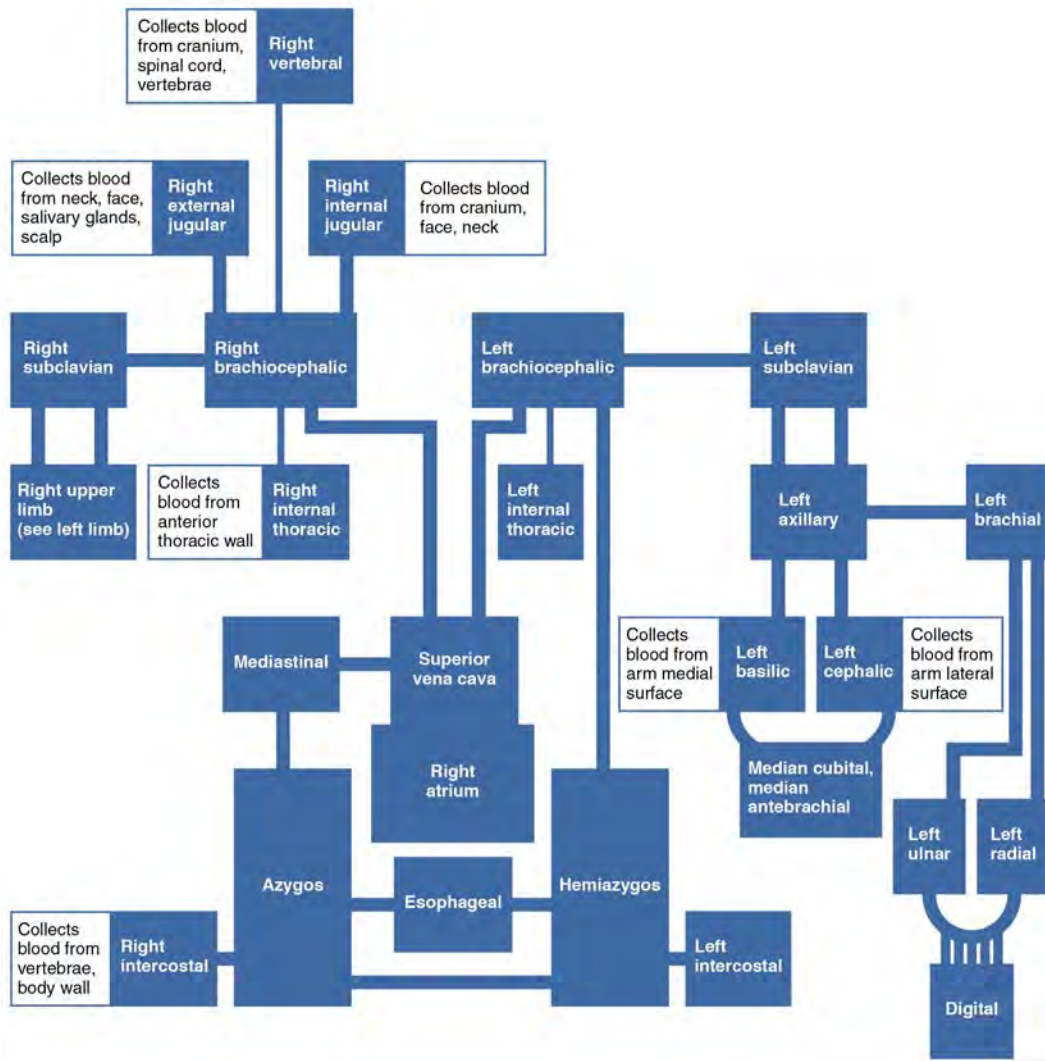 Collects blood
from cranium,
spinal cord,
vertebrae
Right
vertebral
Collects blood
from neck, face,
salivary glands,
scalp
Right
external
jugular
Right
internal
jugular
Collects blood
from cranium,
face, neck
Right
subclavian
Right
brachiocephalic
Left
brachiocephalic
Left
subclavian
Right upper
limb
(see left limb)
Collects
blood from
anterior
thoracic wall
Right
internal
thoracic
Left
internal
thoracic
Left
axillary
Left
brachial
Mediastinal
Superior
vena cava
Collects
blood from
arm medial
surface
Left
basilic
Left
cephalic
Collects
blood from
arm lateral
surface
Right
atrium
Median cubital,
median
antebrachial
Left
ulnar
Left
radial
Azygos
Esophageal
Hemiazygos
Collects
blood from
vertebrae,
body wall
Right
intercostal
Left
intercostal
Digital